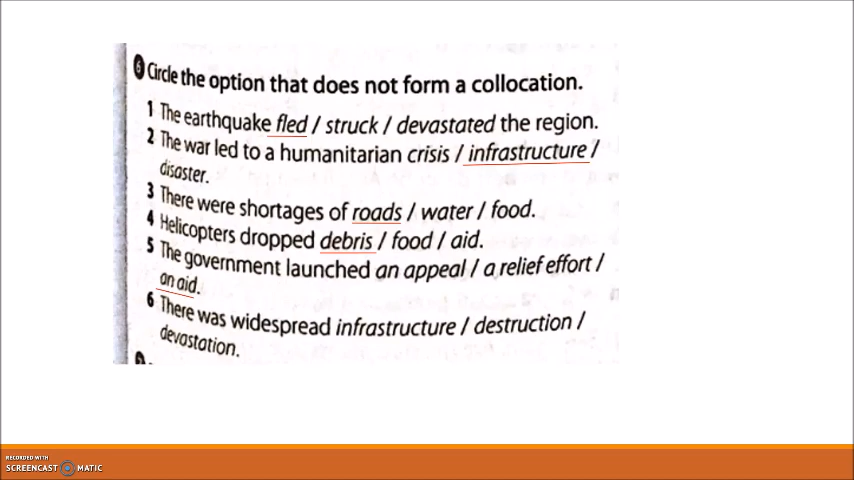 6 Circle the option that does not form a collocation.
1 The earthquake fled / struck / devastated the region.
2 The war led to a humanitarian crisis / infrastructure /
disaster.
3 There were shortages of roads / water / food.
4 Helicopters dropped debris / food / aid.
5 The government launched an appeal / a relief effort /
an aid.
6 There was widespread infrastructure / destruction /
devastation.
RECORDED WITH
SCREENCAST MATIC